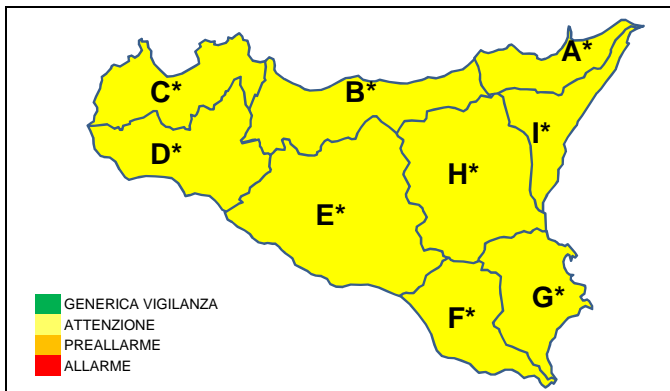 A*
C*
B*
I*
D*
H*
E*
G*
F*
GENERICA VIGILANZA
ATTENZIONE
PREALLARME
ALLARME